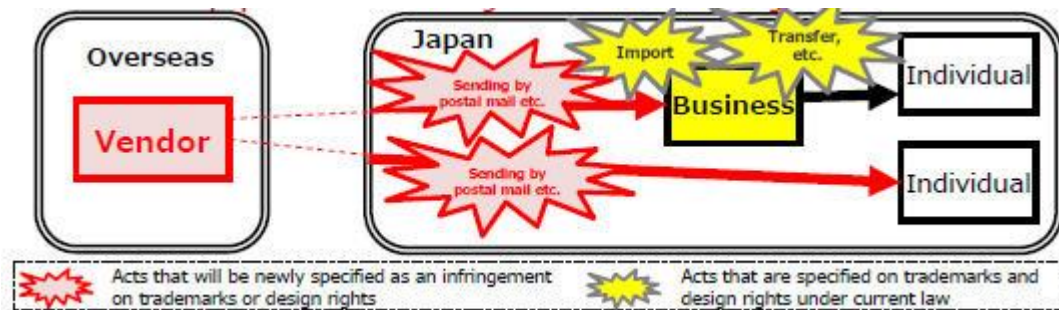 Overseas
Vendor
Japan
Import
Transfer,
etc.
Sending by
postal mail etc.
Business
Individual
Sending by
postal mail etc.
Individual
Acts that will be newly specified as an infringement
on trademarks or design rights
Acts that are specified on trademarks and
design rights under current law